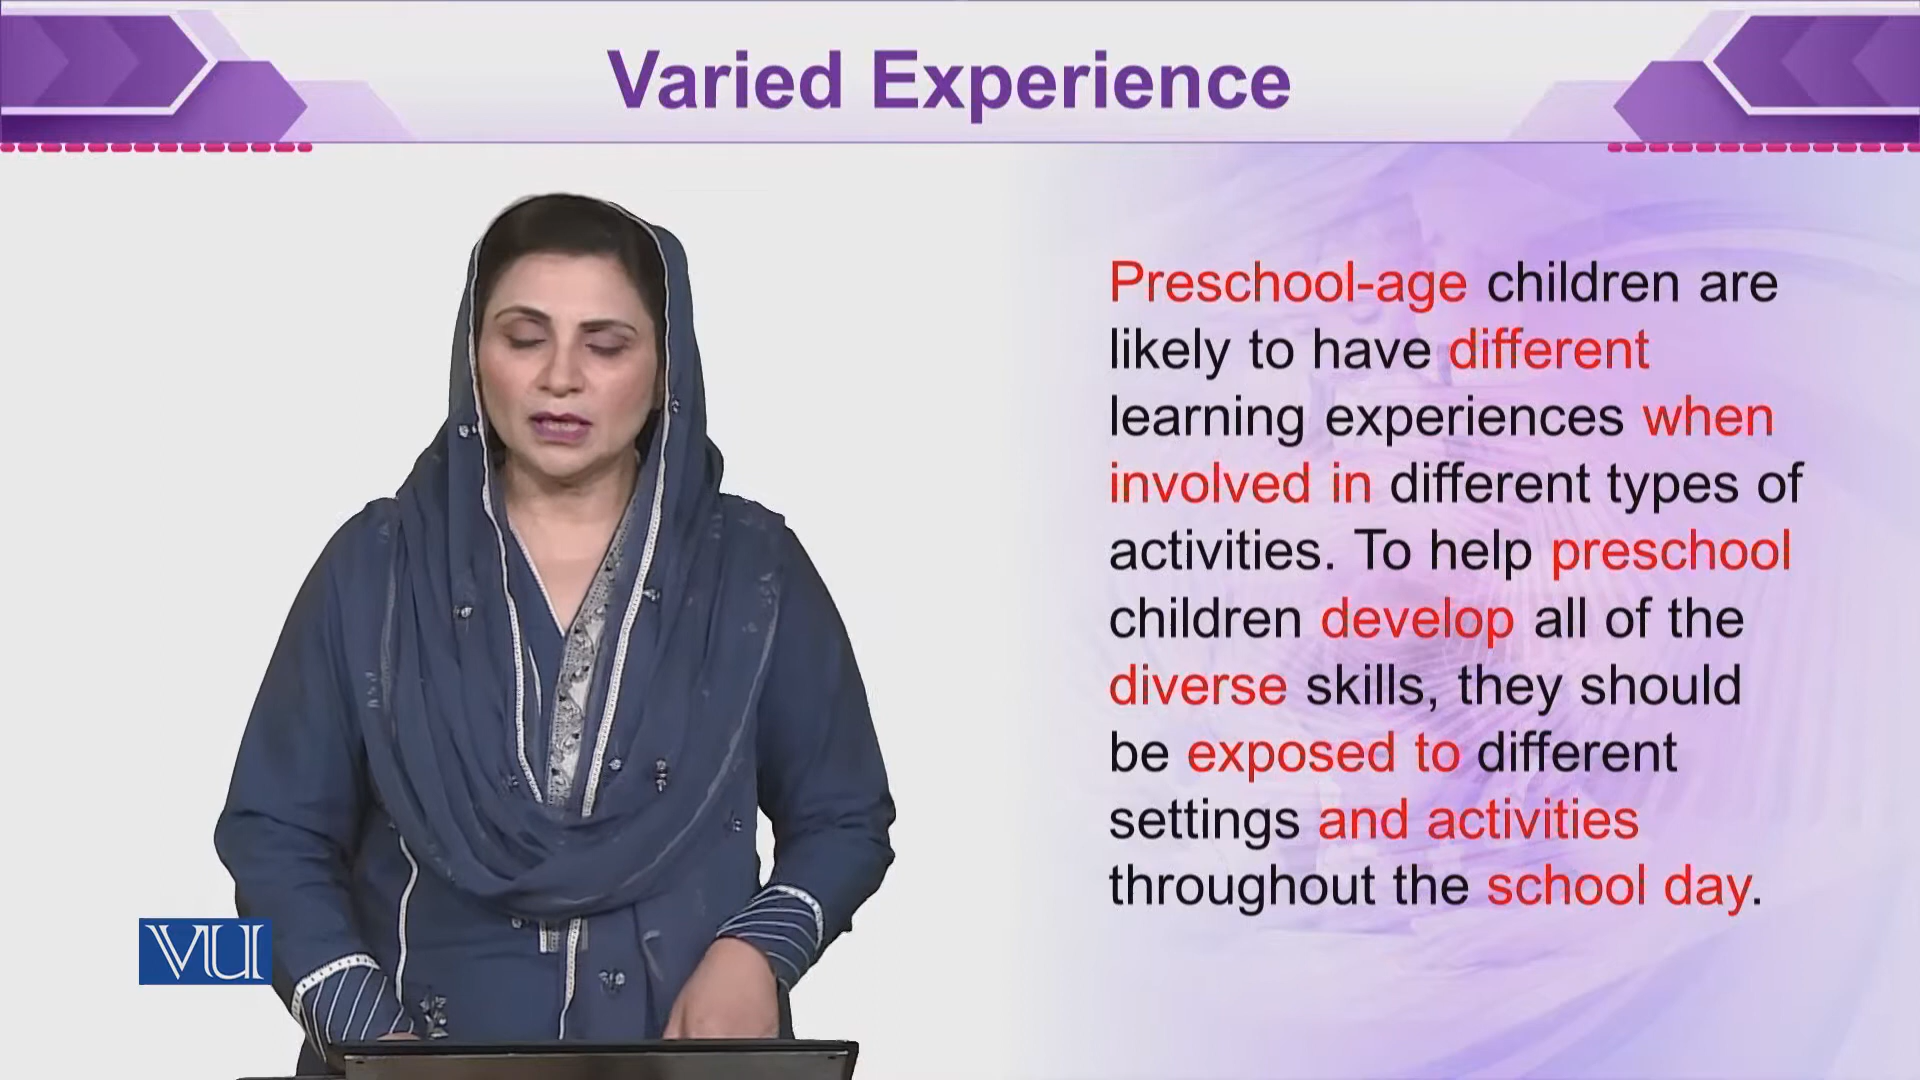 Varied Experience
Preschool-age children are
likely to have different
learning experiences when
involved in different types of
activities. To help preschool
children develop all of the
diverse skills, they should
be exposed to different
settings and activities
throughout the school day.
VU